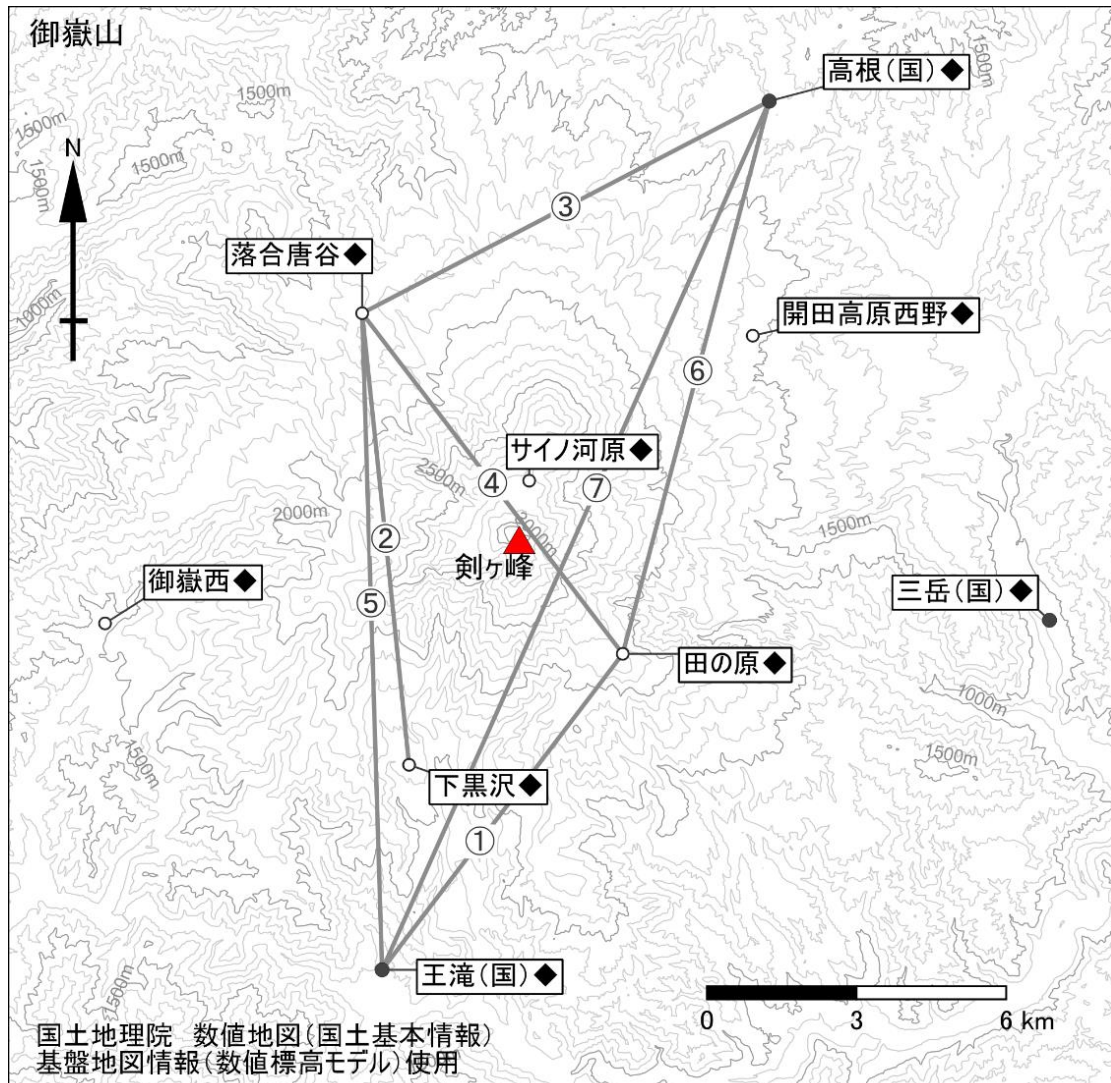 御嶽山
高根(国)◆
1500m
1500m
1500m
1500m
1500m
N
③
落合唐谷◆
1000m
開田高原西野◆
⑥
サイノ河原◆
2500m
④
⑦
2000m
2000m
1500m
②
剣ヶ峰
御嶽西◆
三岳(国)◆
⑤
田の原◆
1000m
1500m
1500m
下黒沢◆
①
王滝(国)◆
1500m
0 3 6 km
国土地理院 数値地図(国土基本情報)
基盤地図情報(数値標高モデル)使用